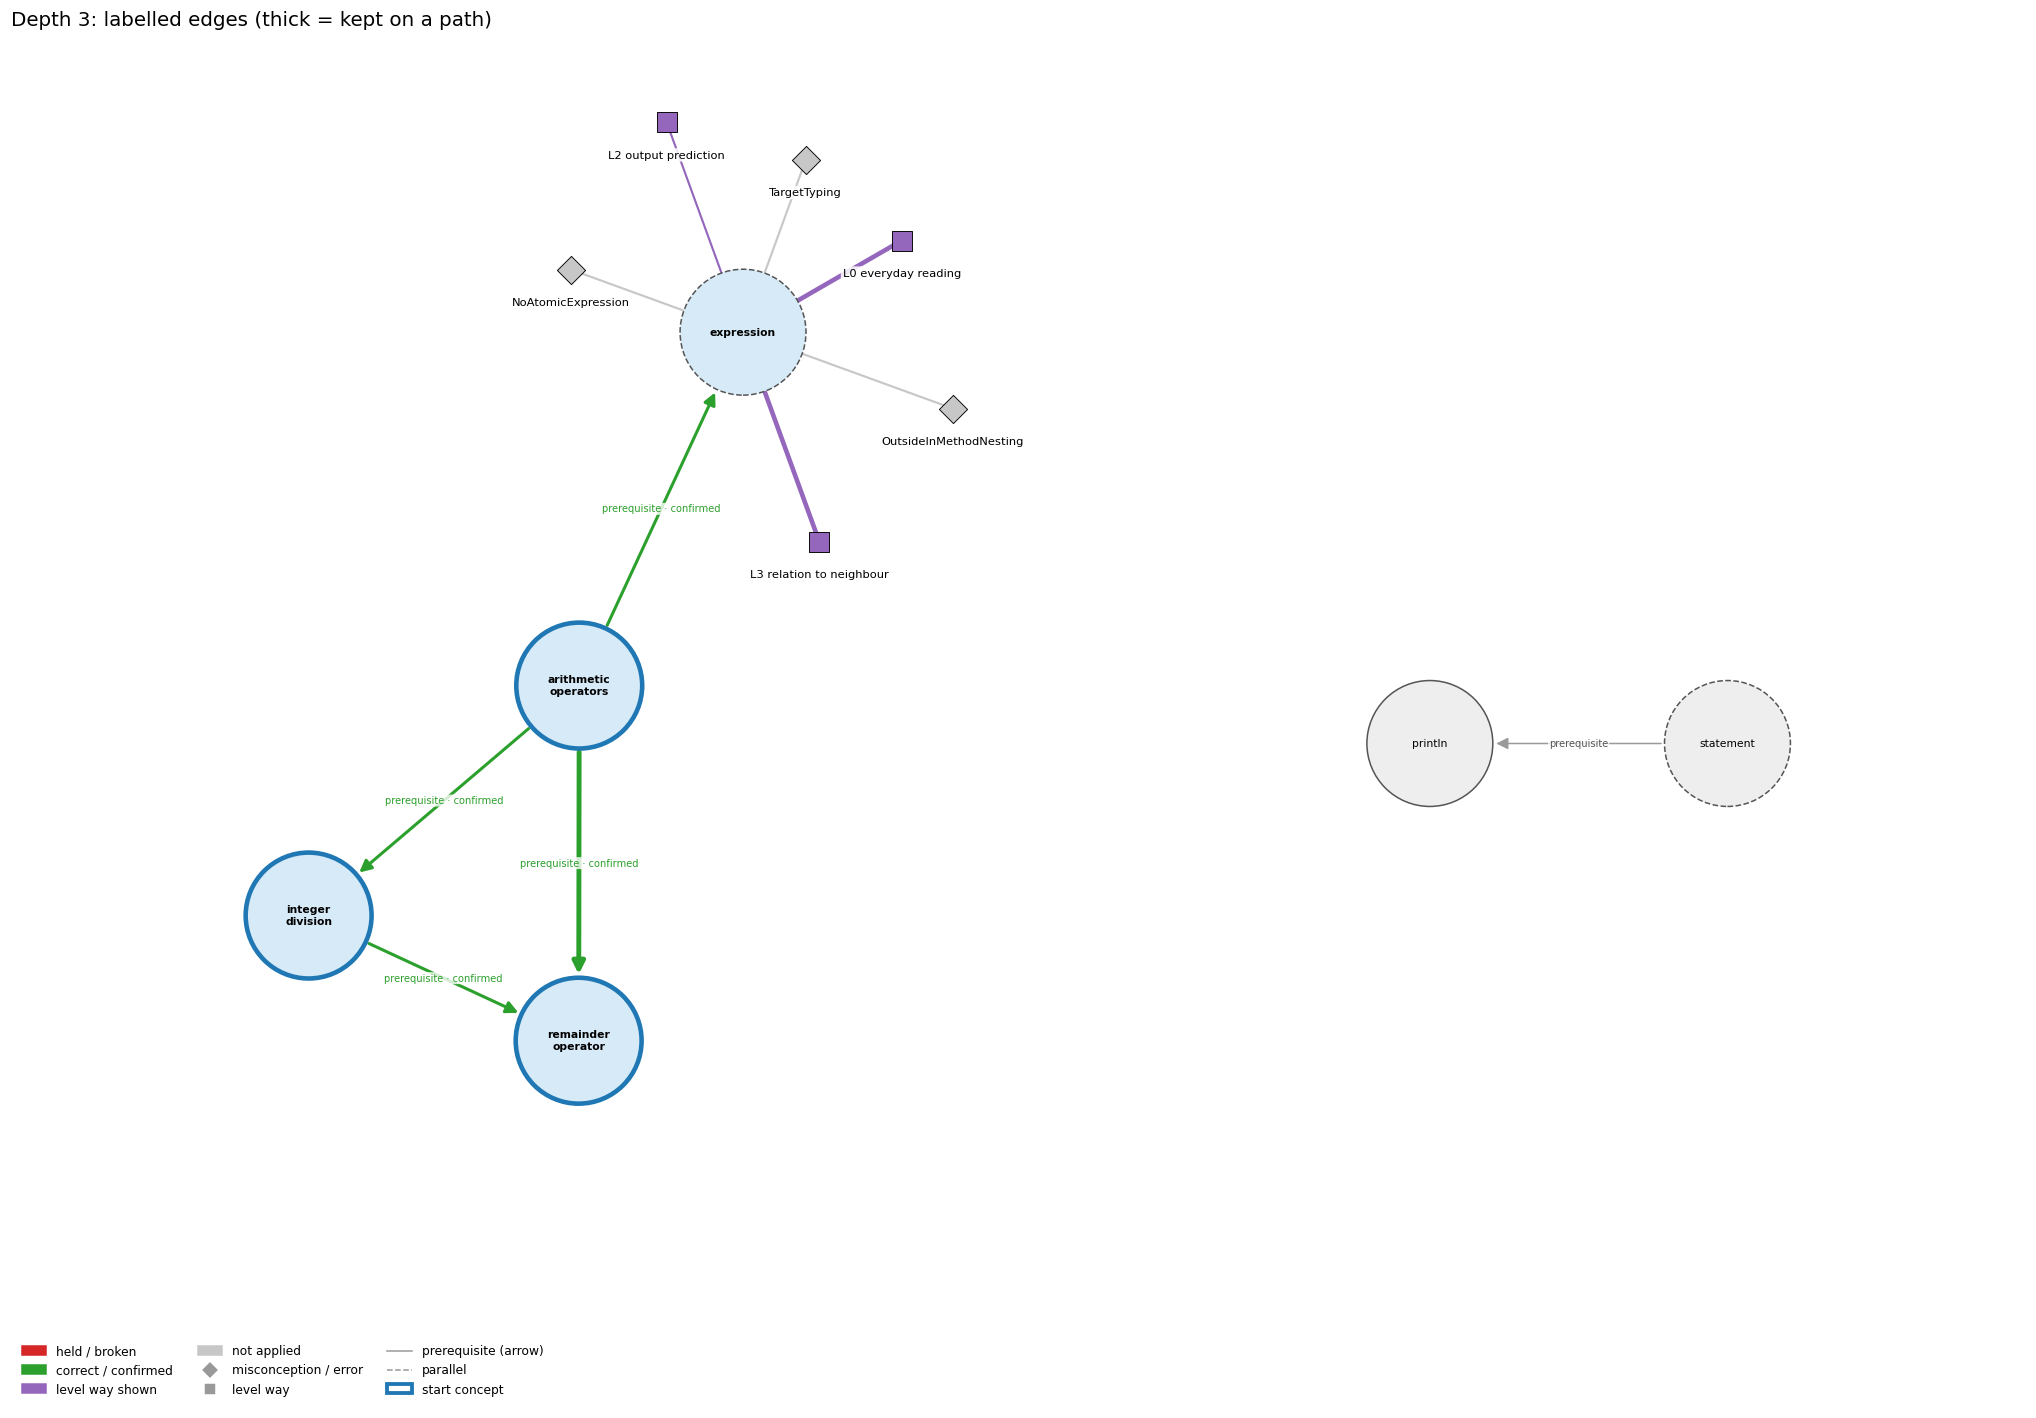 Depth 3: labelled edges (thick = kept on a path)
L2 output prediction
TargetTyping
L0 everyday reading
NoAtomicExpression
expression
OutsideInMethodNesting
prerequisite · confirmed
L3 relation to neighbour
arithmetic
operators
println
prerequisite
statement
prerequisite · confirmed
prerequisite · confirmed
integer
division
prerequisite · confirmed
remainder
operator
held / broken
correct / confirmed
level way shown
not applied
misconception / error
level way
prerequisite (arrow)
parallel
start concept